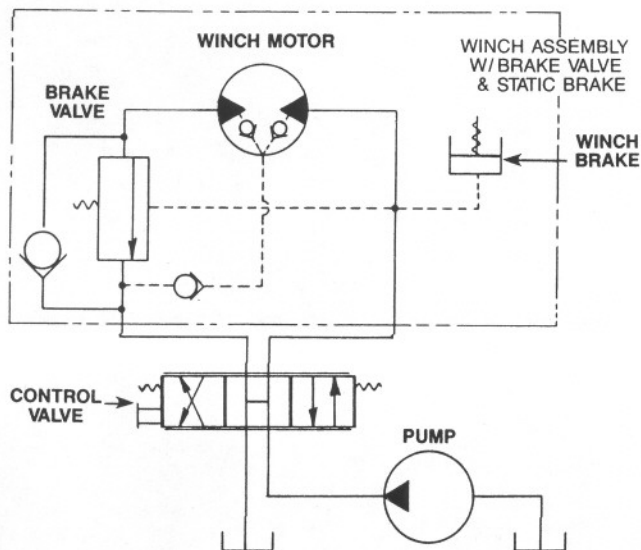 WINCH MOTOR
WINCH ASSEMBLY
W/ BRAKE VALVE
& STATIC BRAKE
BRAKE
VALVE
WINCH
BRAKE
CONTROL
VALVE
PUMP